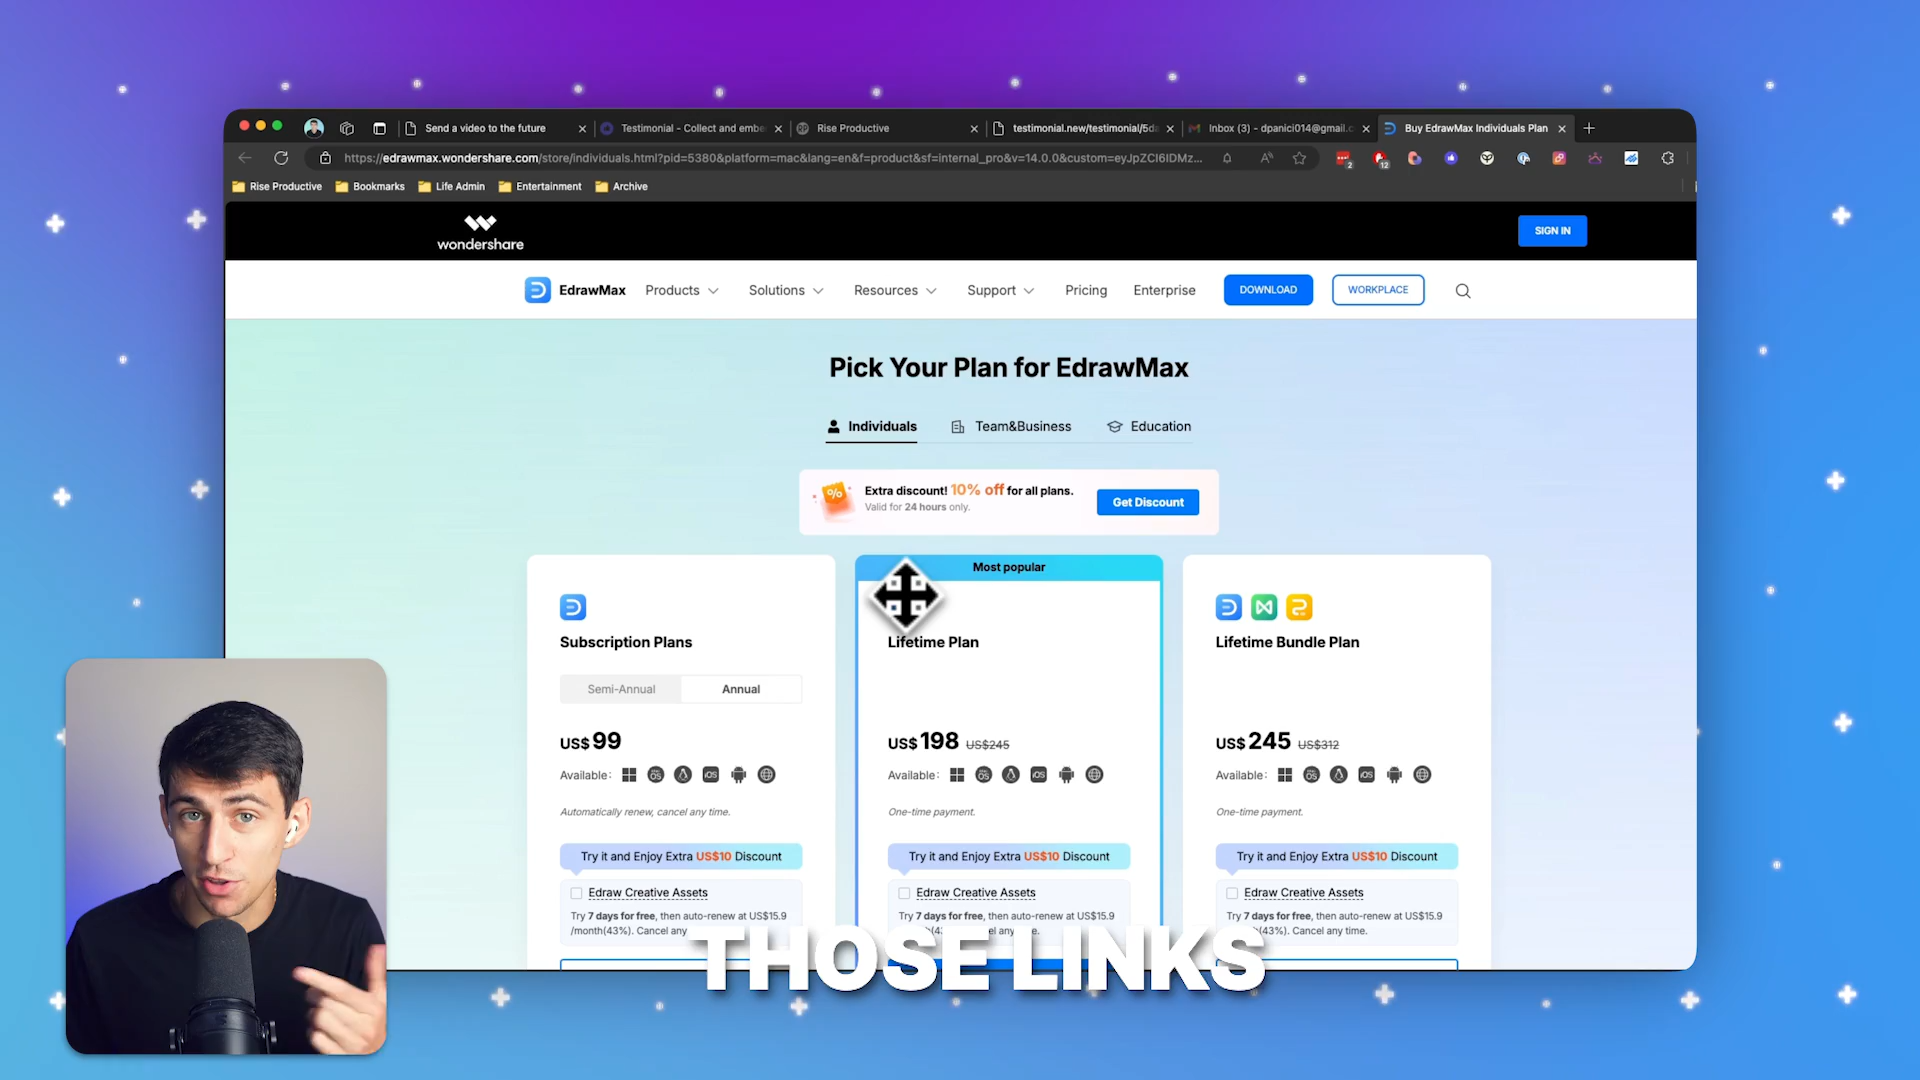 Send a video to the future
Testimonial - Collect and embe
Rise Productive
testimonial.new/testimonial/5d
Inbox (3) - dpanici014@gmail.c
Buy EdrawMax Individuals Plan
https://edrawmax.wondershare.com/store/individuals.html?pid=5380&platform=mac&lang=en&f=product&sf=internal_pro&v=14.0.0&custom=eyJpZCI6IDMz...
2
12
Rise Productive
Bookmarks
Life Admin
Entertainment
Archive
wondershare
SIGN IN
EdrawMax
Products
Solutions
Resources
Support
Pricing
Enterprise
DOWNLOAD
WORKPLACE
Pick Your Plan for EdrawMax
Individuals
Team&Business
Education
Extra discount! 10% off for all plans.
Valid for 24 hours only.
Get Discount
Subscription Plans
Semi-Annual
Annual
US$99
Available:
Automatically renew, cancel any time.
Try it and Enjoy Extra US$10 Discount
Edraw Creative Assets
Try 7 days for free, then auto-renew at US$15.9
/month(43%). Cancel any
Most popular
Lifetime Plan
US$198 US$245
Available:
One-time payment.
Try it and Enjoy Extra US$10 Discount
Edraw Creative Assets
Try 7 days for free, then auto-renew at US$15.9
Cancel any time.
Lifetime Bundle Plan
US$245 US$312
Available:
One-time payment.
Try it and Enjoy Extra US$10 Discount
Edraw Creative Assets
Try 7 days for free, then auto-renew at US$15.9
(43%). Cancel any time.
THOSE LINKS